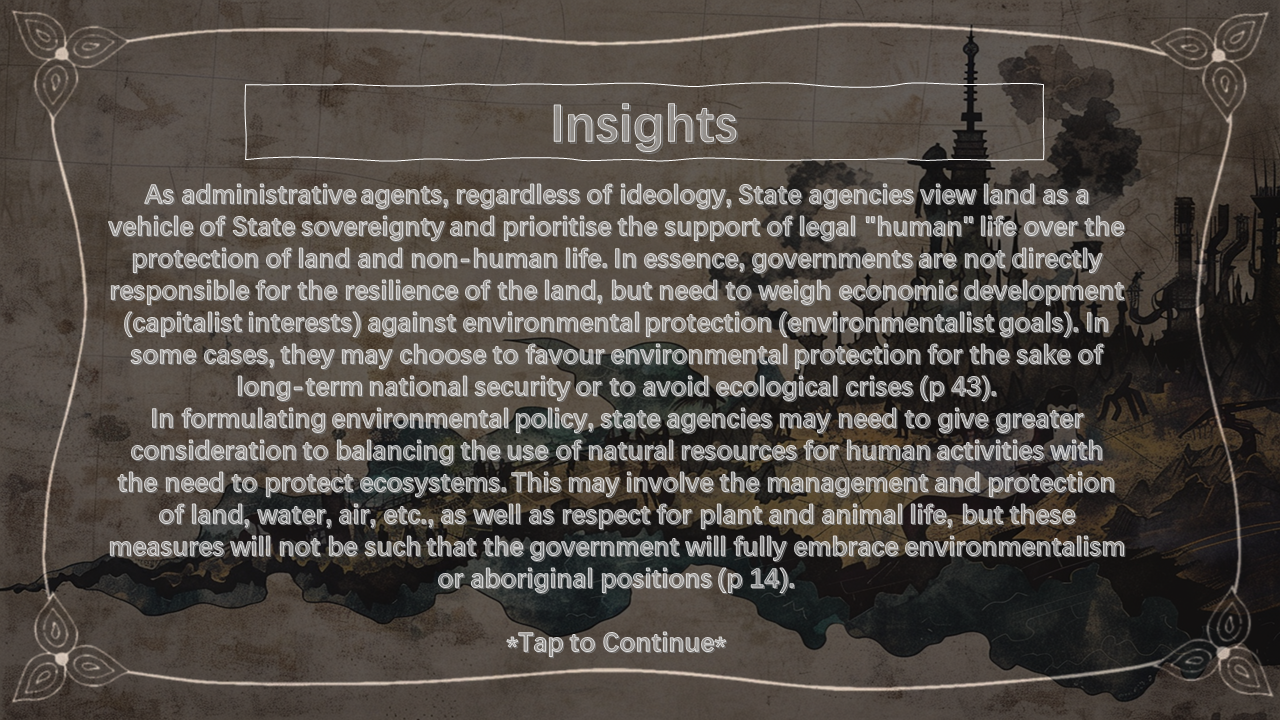 Insights
As administrative agents, regardless of ideology, State agencies view land as a
vehicle of State sovereignty and prioritise the support of legal "human" life over the
protection of land and non-human life. In essence, governments are not directly
responsible for the resilience of the land, but need to weigh economic development
(capitalist interests) against environmental protection (environmentalist goals). In
some cases, they may choose to favour environmental protection for the sake of
long-term national security or to avoid ecological crises (p 43).
In formulating environmental policy, state agencies may need to give greater
consideration to balancing the use of natural resources for human activities with
the need to protect ecosystems. This may involve the management and protection
of land, water, air, etc., as well as respect for plant and animal life, but these
measures will not be such that the government will fully embrace environmentalism
or aboriginal positions (p 14).
*Tap to Continue*